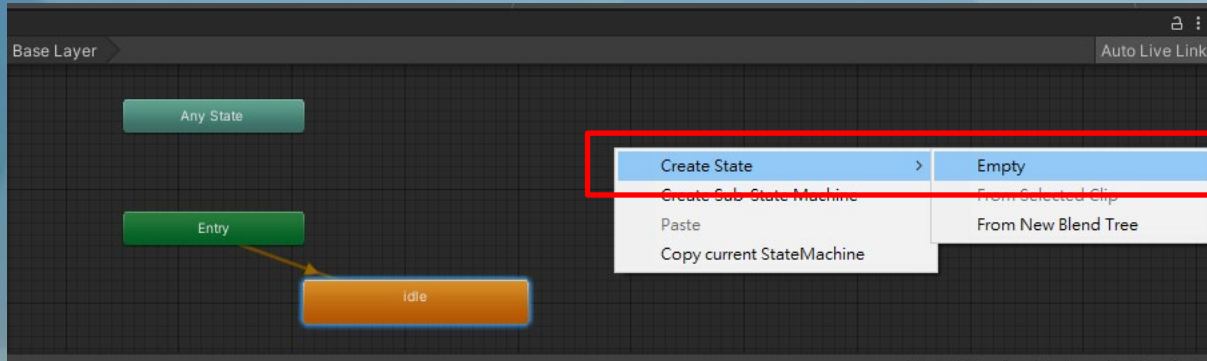 Base Layer
Auto Live Link
Any State
Create State > Empty
Create Sub-State Machine
From Selected Clip
Entry
Paste
From New Blend Tree
Copy current StateMachine
idle